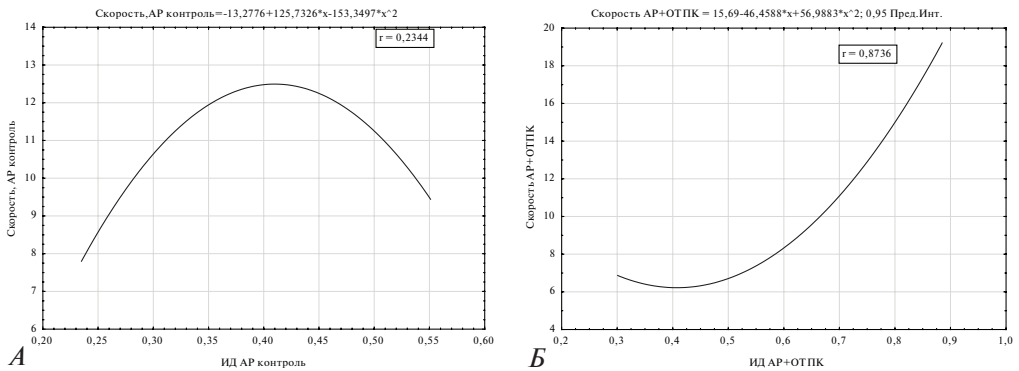 Скорость,АР контроль=-13,2776+125,7326*x-153,3497*x^2
14
13
12
11
10
9
8
7
6
Скорость, АР контроль
r = 0,2344
0,20 0,25 0,30 0,35 0,40 0,45 0,50 0,55 0,60
ИД АР контроль
А
Скорость АР+ОТПК = 15,69-46,4588*x+56,9883*x^2; 0,95 Пред.Инт.
20
18
16
14
12
10
8
6
4
Скорость АР+ОТПК
r = 0,8736
0,2 0,3 0,4 0,5 0,6 0,7 0,8 0,9 1,0
ИД АР+ОТПК
Б